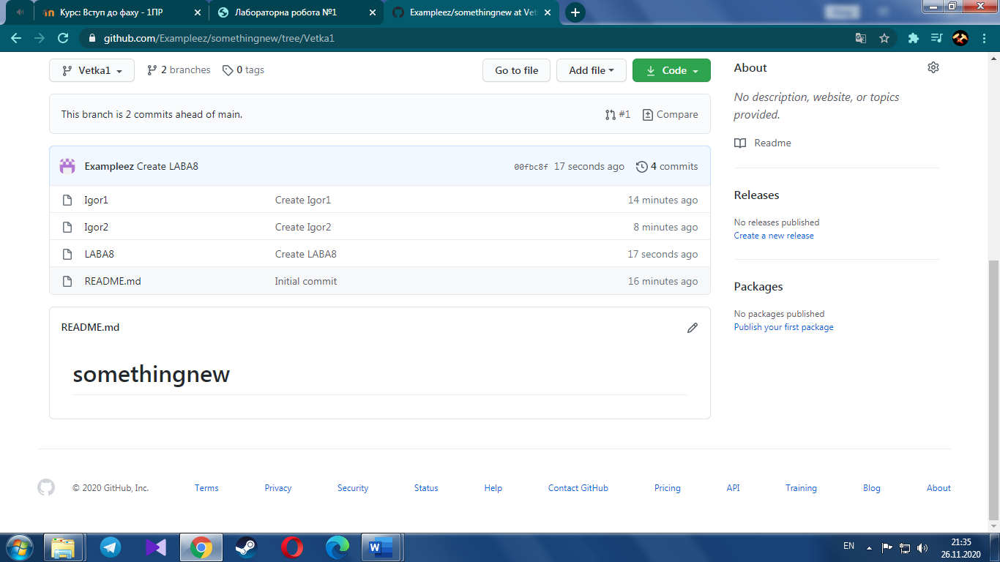 Курс: Вступ до фаху - 1ПР
Лабораторна робота №1
Exampleez/somethingnew at Vet
github.com/Exampleez/somethingnew/tree/Vetka1
Vetka1 2 branches 0 tags Go to file Add file Code
This branch is 2 commits ahead of main. #1 Compare
Exampleez Create LABA8 00fbc8f 17 seconds ago 4 commits
Igor1 Create Igor1 14 minutes ago
Igor2 Create Igor2 8 minutes ago
LABA8 Create LABA8 17 seconds ago
README.md Initial commit 16 minutes ago
README.md
somethingnew
About
No description, website, or topics
provided.
Readme
Releases
No releases published
Create a new release
Packages
No packages published
Publish your first package
© 2020 GitHub, Inc. Terms Privacy Security Status Help Contact GitHub Pricing API Training Blog About
EN 21:35
26.11.2020